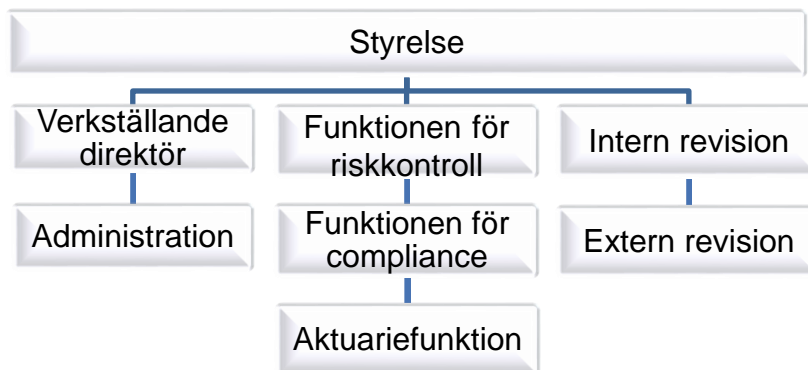 Styrelse
Verkställande
direktör
Funktionen för
riskkontroll
Intern revision
Administration
Funktionen för
compliance
Extern revision
Aktuariefunktion